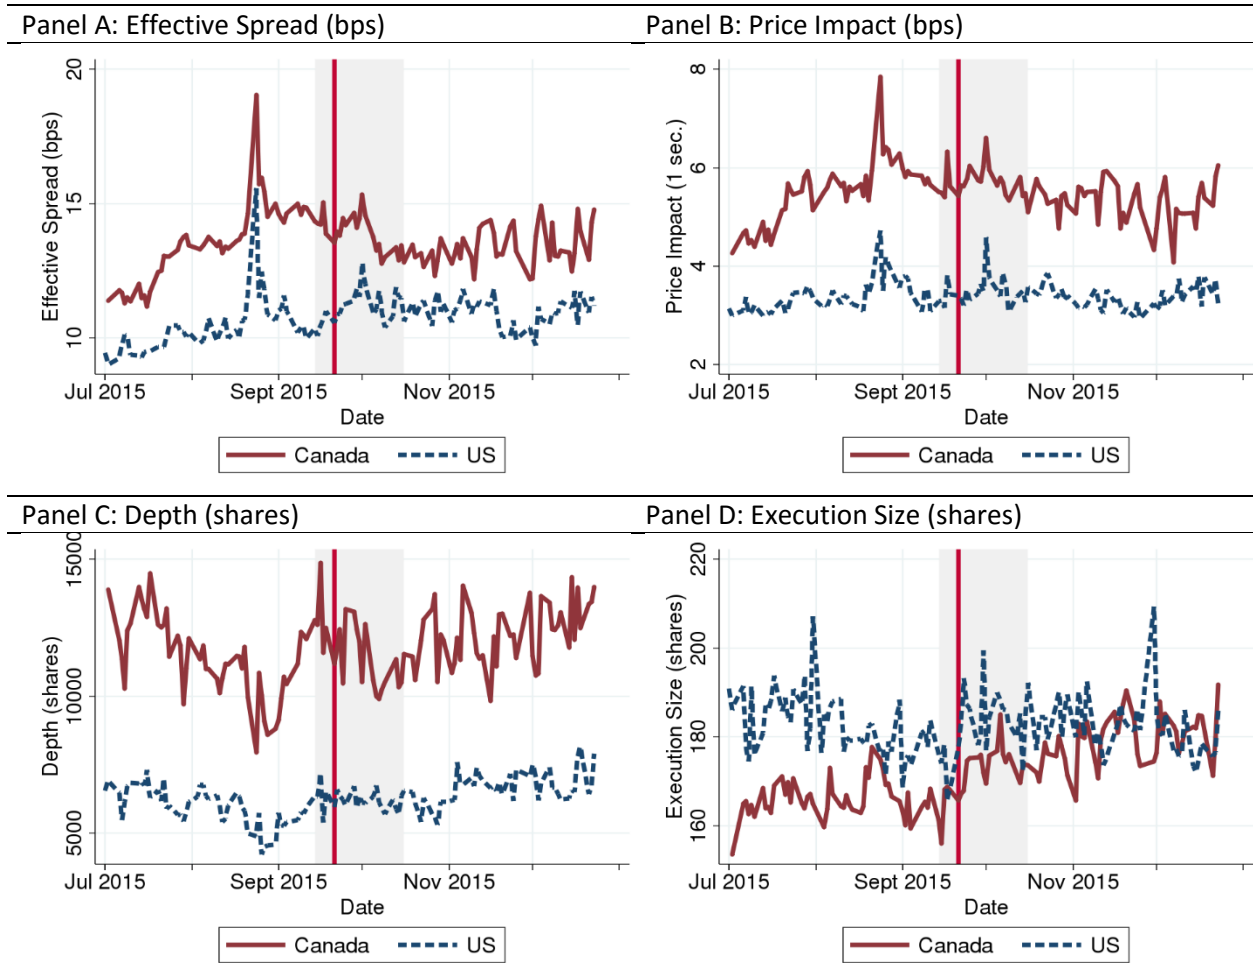 Panel A: Effective Spread (bps)
Effective Spread (bps)
20
15
10
Jul 2015 Sept 2015 Nov 2015
Date
Canada US
Panel B: Price Impact (bps)
Price Impact (1 sec.)
8
6
4
2
Jul 2015 Sept 2015 Nov 2015
Date
Canada US
Panel C: Depth (shares)
Depth (shares)
15000
10000
5000
Jul 2015 Sept 2015 Nov 2015
Date
Canada US
Panel D: Execution Size (shares)
Execution Size (shares)
220
200
180
160
Jul 2015 Sept 2015 Nov 2015
Date
Canada US